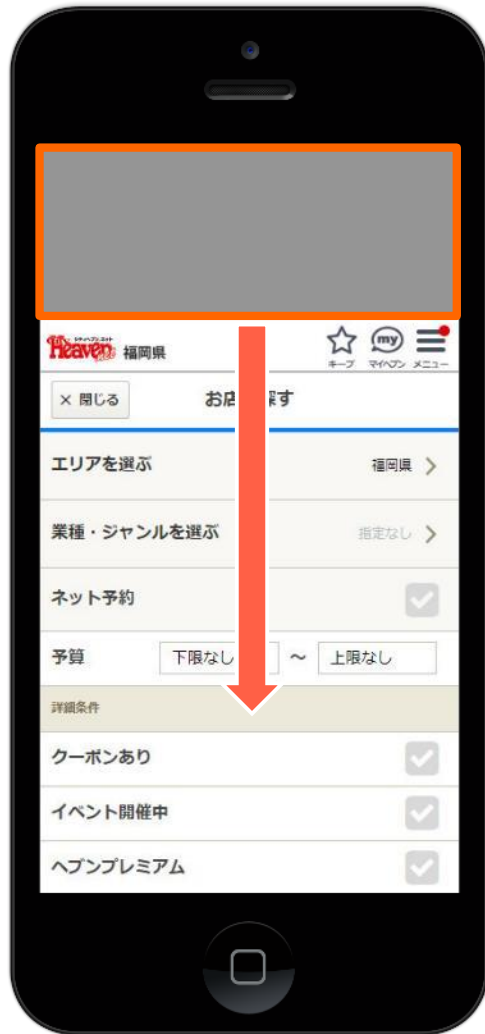 Heaven 福岡県
キープ マイヘブン メニュー
my
× 閉じる お店 探す
エリアを選ぶ 福岡県
業種・ジャンルを選ぶ 指定なし
ネット予約
予算 下限なし ～ 上限なし
詳細条件
クーポンあり
イベント開催中
ヘブンプレミアム